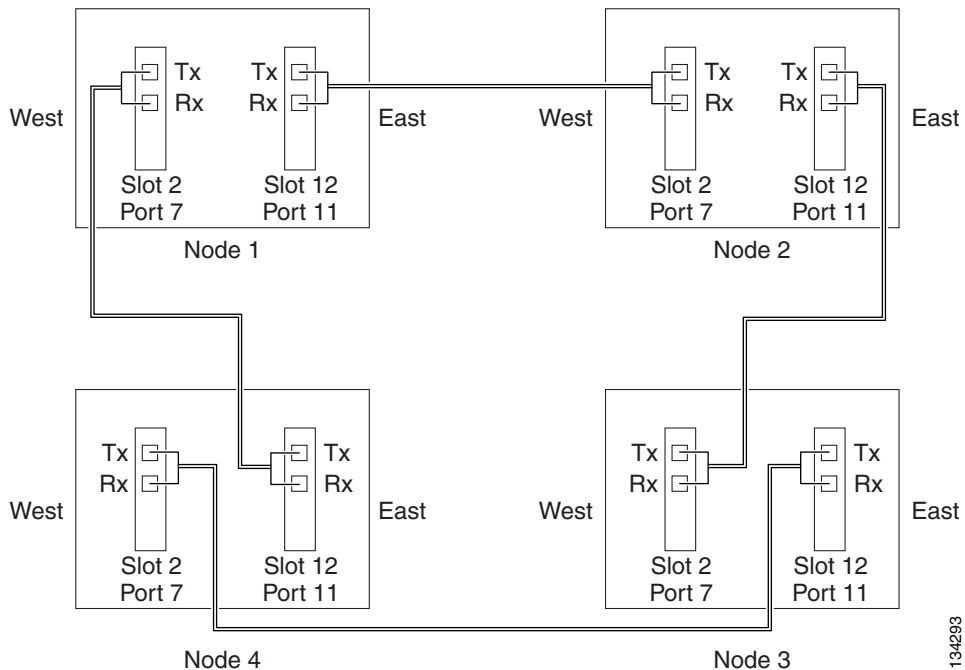 Tx Tx Tx Tx
Rx Rx Rx Rx
West East West East
Slot 2 Slot 12 Slot 2 Slot 12
Port 7 Port 11 Port 7 Port 11
Node 1 Node 2
Tx Tx Tx Tx
Rx Rx Rx Rx
West East West East
Slot 2 Slot 12 Slot 2 Slot 12
Port 7 Port 11 Port 7 Port 11
Node 4 Node 3
134293